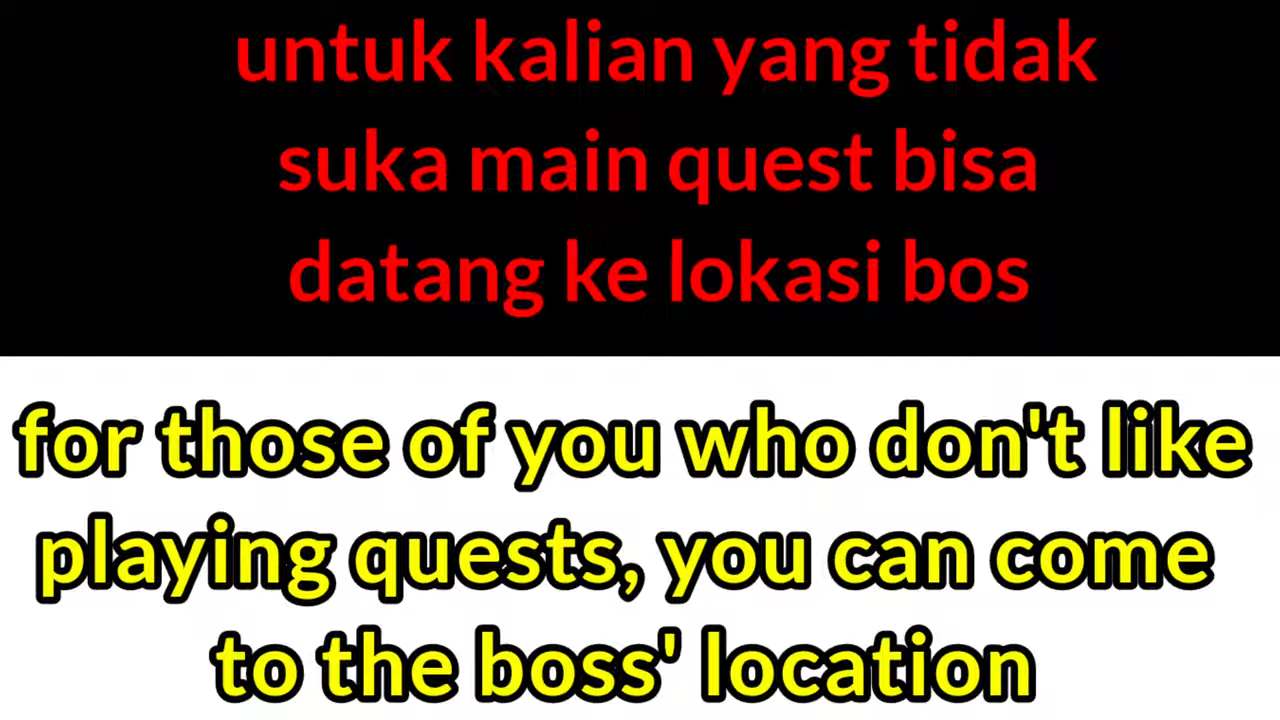 untuk kalian yang tidak
suka main quest bisa
datang ke lokasi bos
for those of you who don't like
playing quests, you can come
to the boss' location